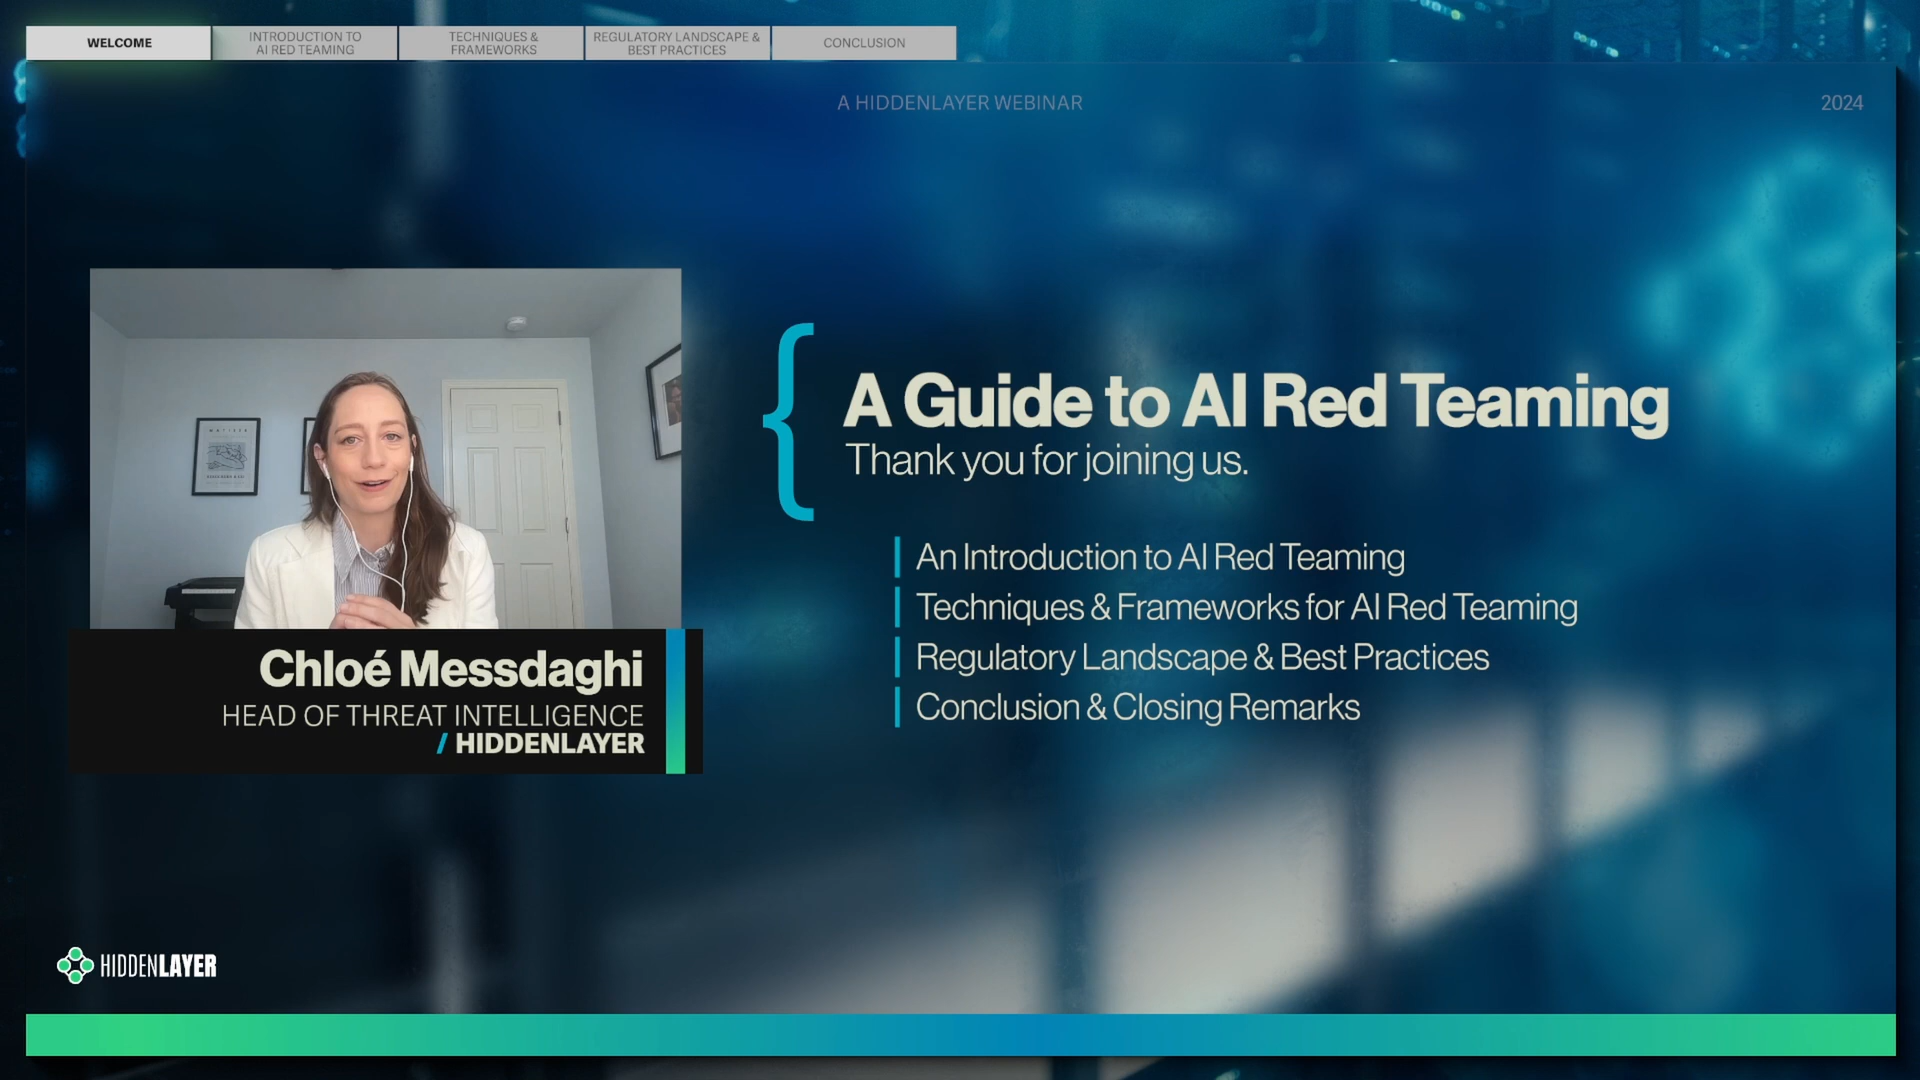 WELCOME
INTRODUCTION TO
AI RED TEAMING
TECHNIQUES &
FRAMEWORKS
REGULATORY LANDSCAPE &
BEST PRACTICES
CONCLUSION
A HIDDENLAYER WEBINAR
2024
MATISSE
A Guide to AI Red Teaming
Thank you for joining us.
An Introduction to AI Red Teaming
Techniques & Frameworks for AI Red Teaming
Regulatory Landscape & Best Practices
Conclusion & Closing Remarks
Chloé Messdaghi
HEAD OF THREAT INTELLIGENCE
/ HIDDENLAYER
HIDDENLAYER